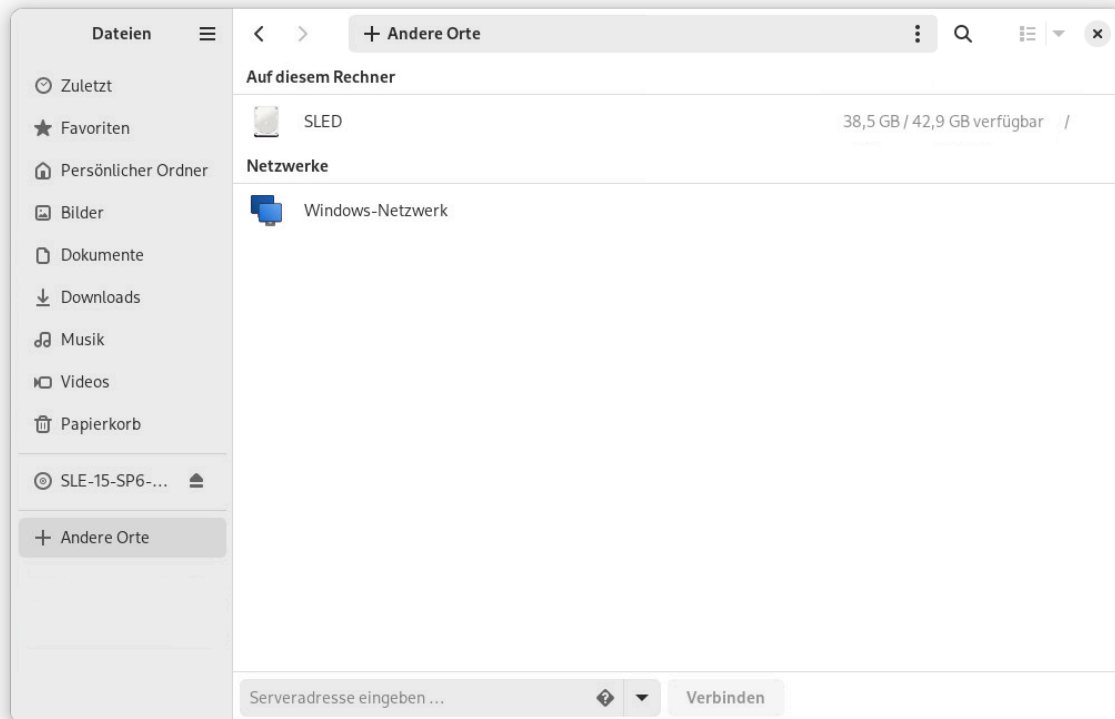 Dateien
Andere Orte
Zuletzt
Favoriten
Persönlicher Ordner
Bilder
Dokumente
Downloads
Musik
Videos
Papierkorb
SLE-15-SP6-...
Andere Orte
Auf diesem Rechner
SLED 38,5 GB / 42,9 GB verfügbar /
Netzwerke
Windows-Netzwerk
Serveradresse eingeben ... Verbinden